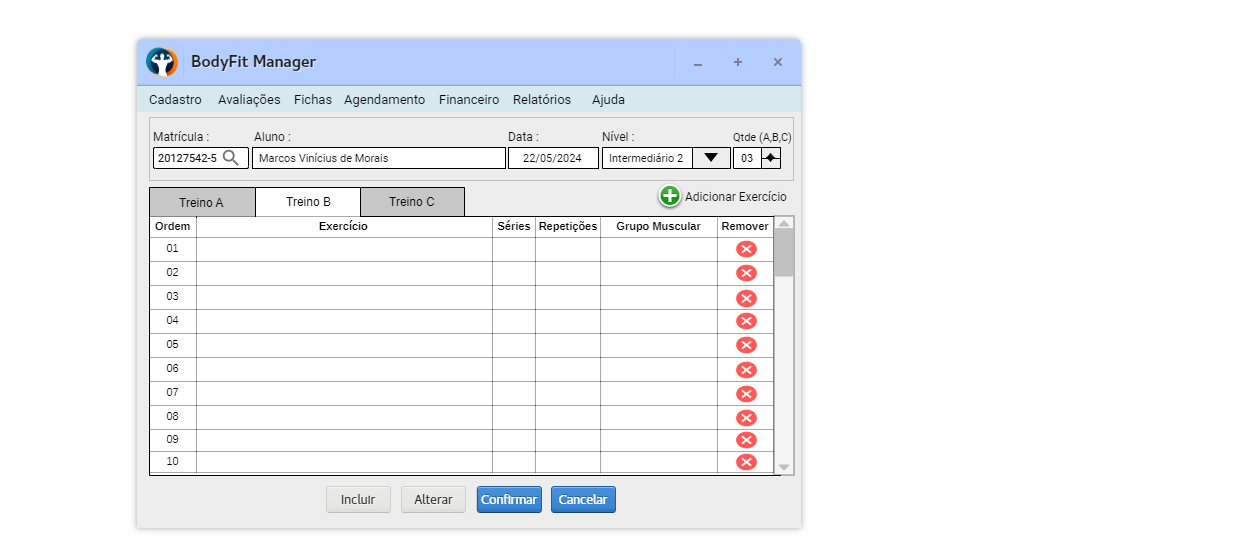 BodyFit Manager
Cadastro Avaliações Fichas Agendamento Financeiro Relatórios Ajuda
Matrícula : Aluno : Data : Nível : Qtde (A,B,C)
20127542-5 Marcos Vinícius de Morais 22/05/2024 Intermediário 2 03
Treino A Treino B Treino C Adicionar Exercício
Ordem Exercício Séries Repetições Grupo Muscular Remover
01
02
03
04
05
06
07
08
09
10
Incluir Alterar Confirmar Cancelar